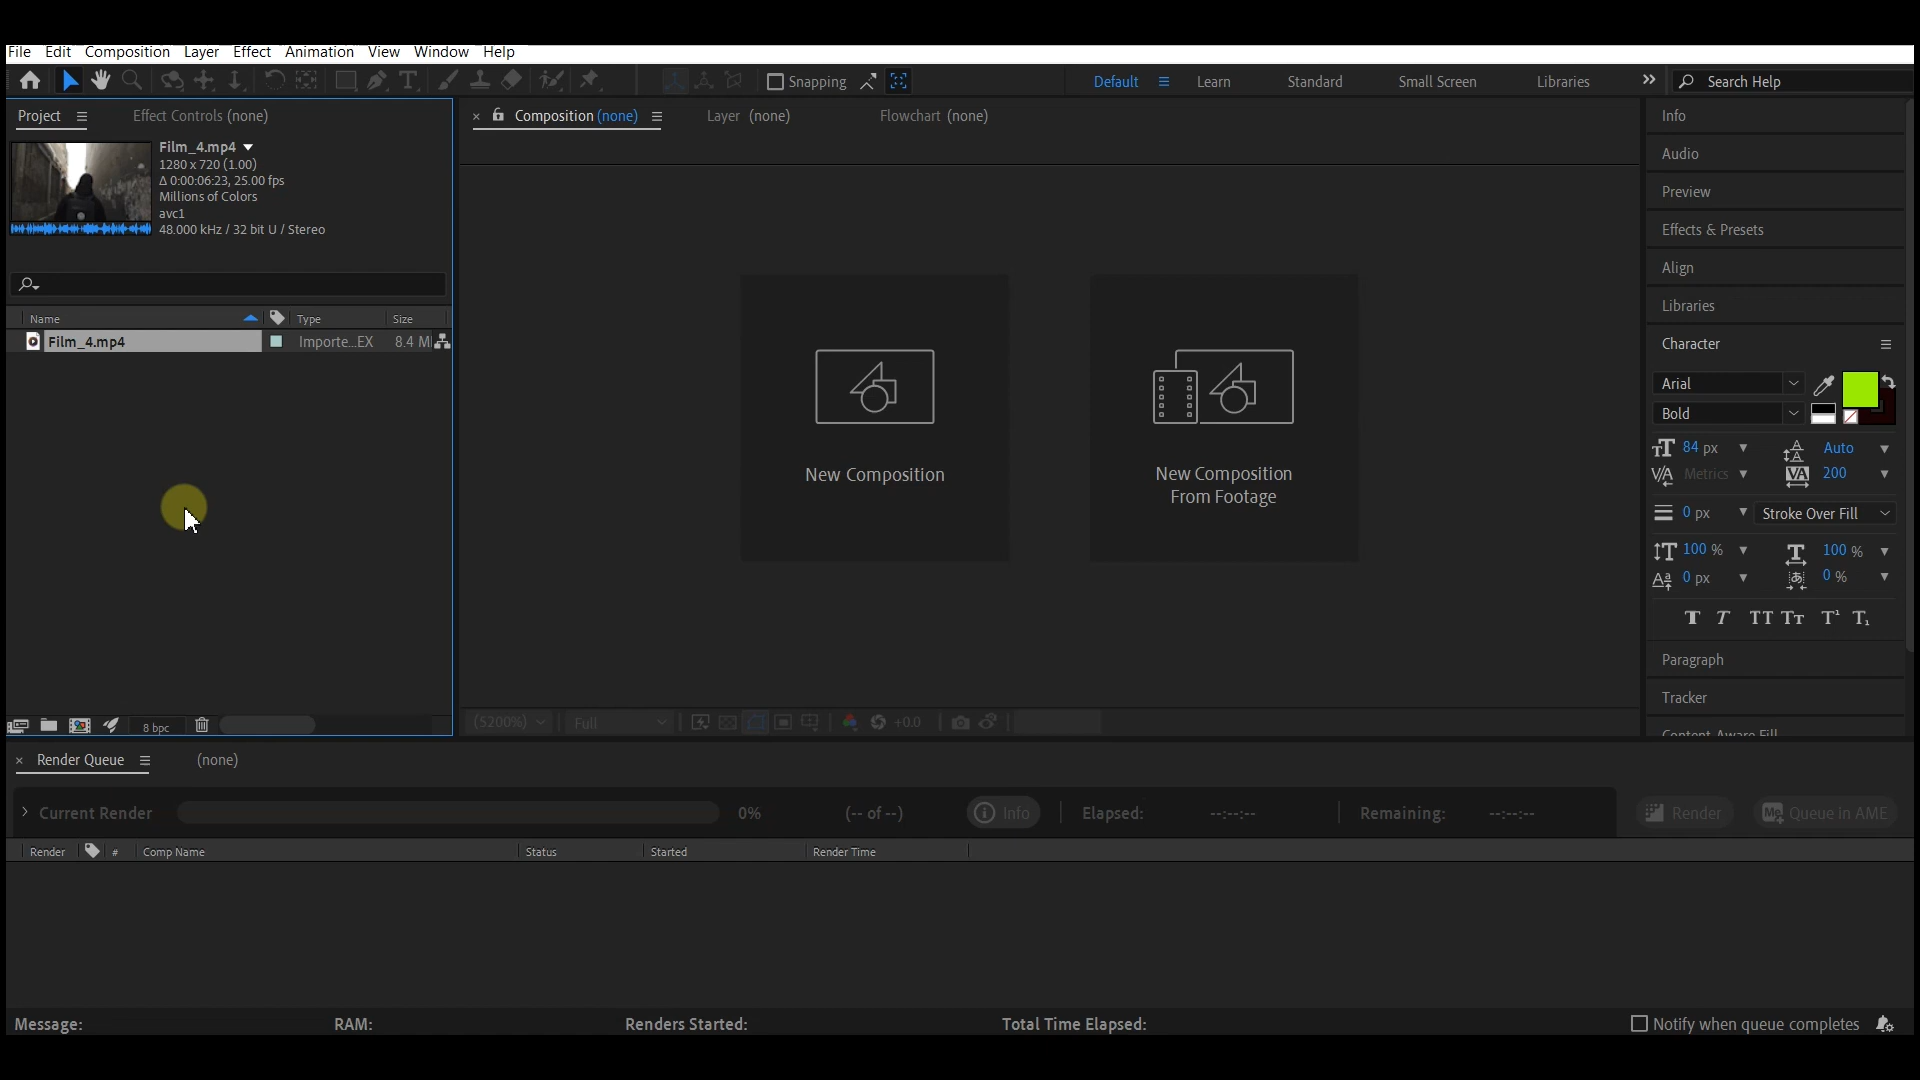 File Edit Composition Layer Effect Animation View Window Help
Snapping
Default Learn Standard Small Screen Libraries
Search Help
Project Effect Controls (none)
Composition (none) Layer (none) Flowchart (none)
Film_4.mp4
1280 x 720 (1.00)
Δ 0:00:06:23, 25.00 fps
Millions of Colors
avc1
48.000 kHz / 32 bit U / Stereo
Name Type Size
Film_4.mp4 Importe...EX 8.4 M
8 bpc
New Composition
New Composition
From Footage
(5200%) Full +0.0
Info
Audio
Preview
Effects & Presets
Align
Libraries
Character
Arial
Bold
84 px Auto
Metrics 200
0 px Stroke Over Fill
100 % 100 %
0 px 0 %
Paragraph
Tracker
Content-Aware Fill
Render Queue (none)
Current Render 0% (-- of --) Info Elapsed: --:--:-- Remaining: --:--:-- Render Queue in AME
Render # Comp Name Status Started Render Time
Message: RAM: Renders Started: Total Time Elapsed: Notify when queue completes